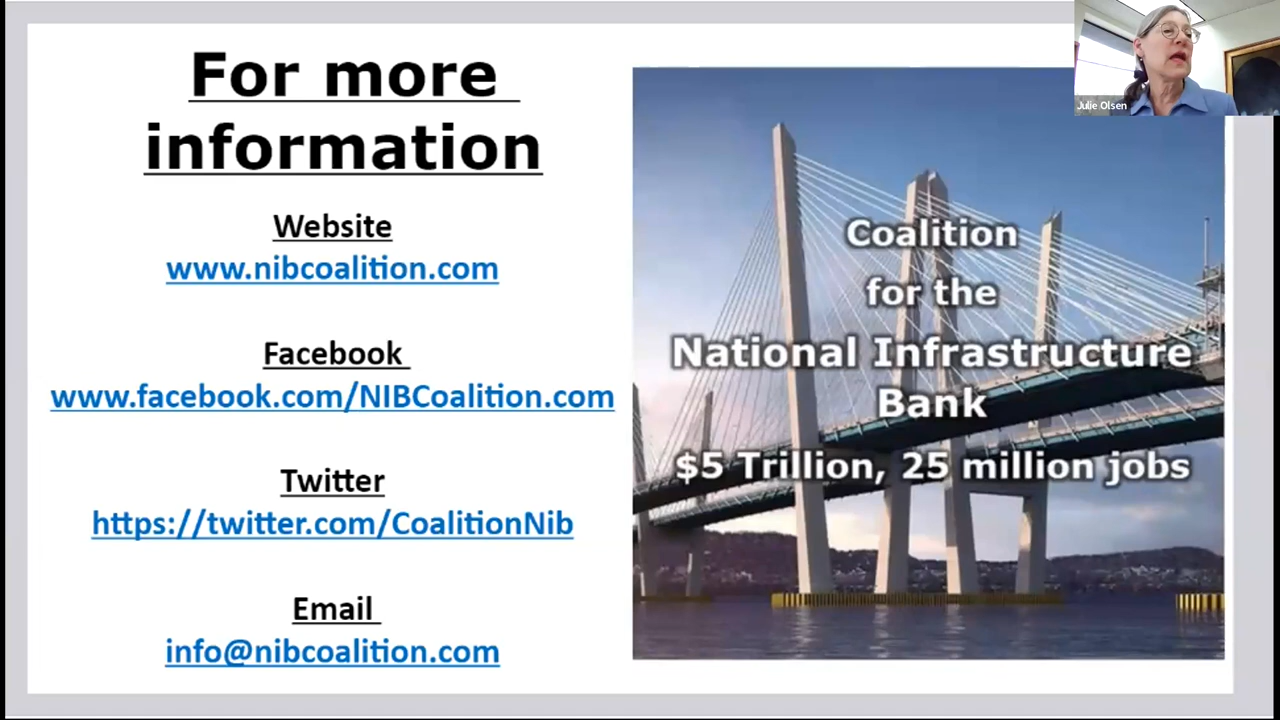 For more
information
Website
www.nibcoalition.com
Facebook
www.facebook.com/NIBCoalition.com
Twitter
https://twitter.com/CoalitionNib
Email
info@nibcoalition.com
Coalition
for the
National Infrastructure
Bank
$5 Trillion, 25 million jobs
Julie Olsen